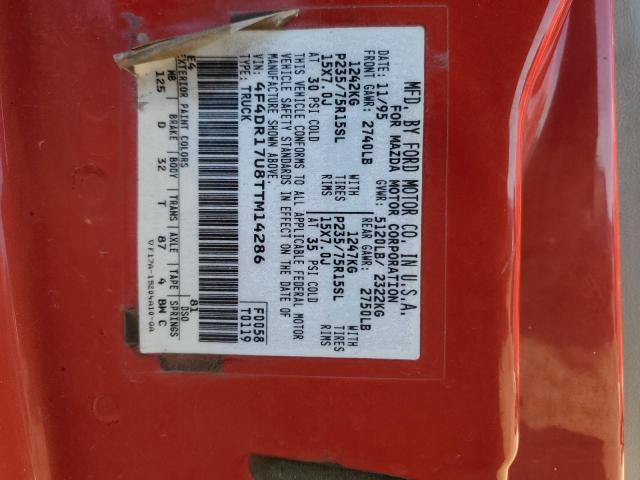 MFD. BY FORD MOTOR CO. IN U.S.A.
FOR MAZDA MOTOR CORPORATION
DATE: 11/95 GVWR: 5120LB/ 2322KG
FRONT GAWR: 2740LB REAR GAWR: 2750LB
1242KG WITH 1247KG WITH
P235/75R15SL TIRES P235/75R15SL TIRES
15X7.0J RIMS 15X7.0J RIMS
AT 30 PSI COLD AT 35 PSI COLD
THIS VEHICLE CONFORMS TO ALL APPLICABLE FEDERAL MOTOR
VEHICLE SAFETY STANDARDS IN EFFECT ON THE DATE OF
MANUFACTURE SHOWN ABOVE.
VIN: 4F4DR17U8TTM14286 F0058
TYPE: TRUCK T0119
E4 81
EXTERIOR PAINT COLORS DSO
WB BRAKE BODY TRANS AXLE TAPE SPRINGS
125 D 32 T 87 4 BW C